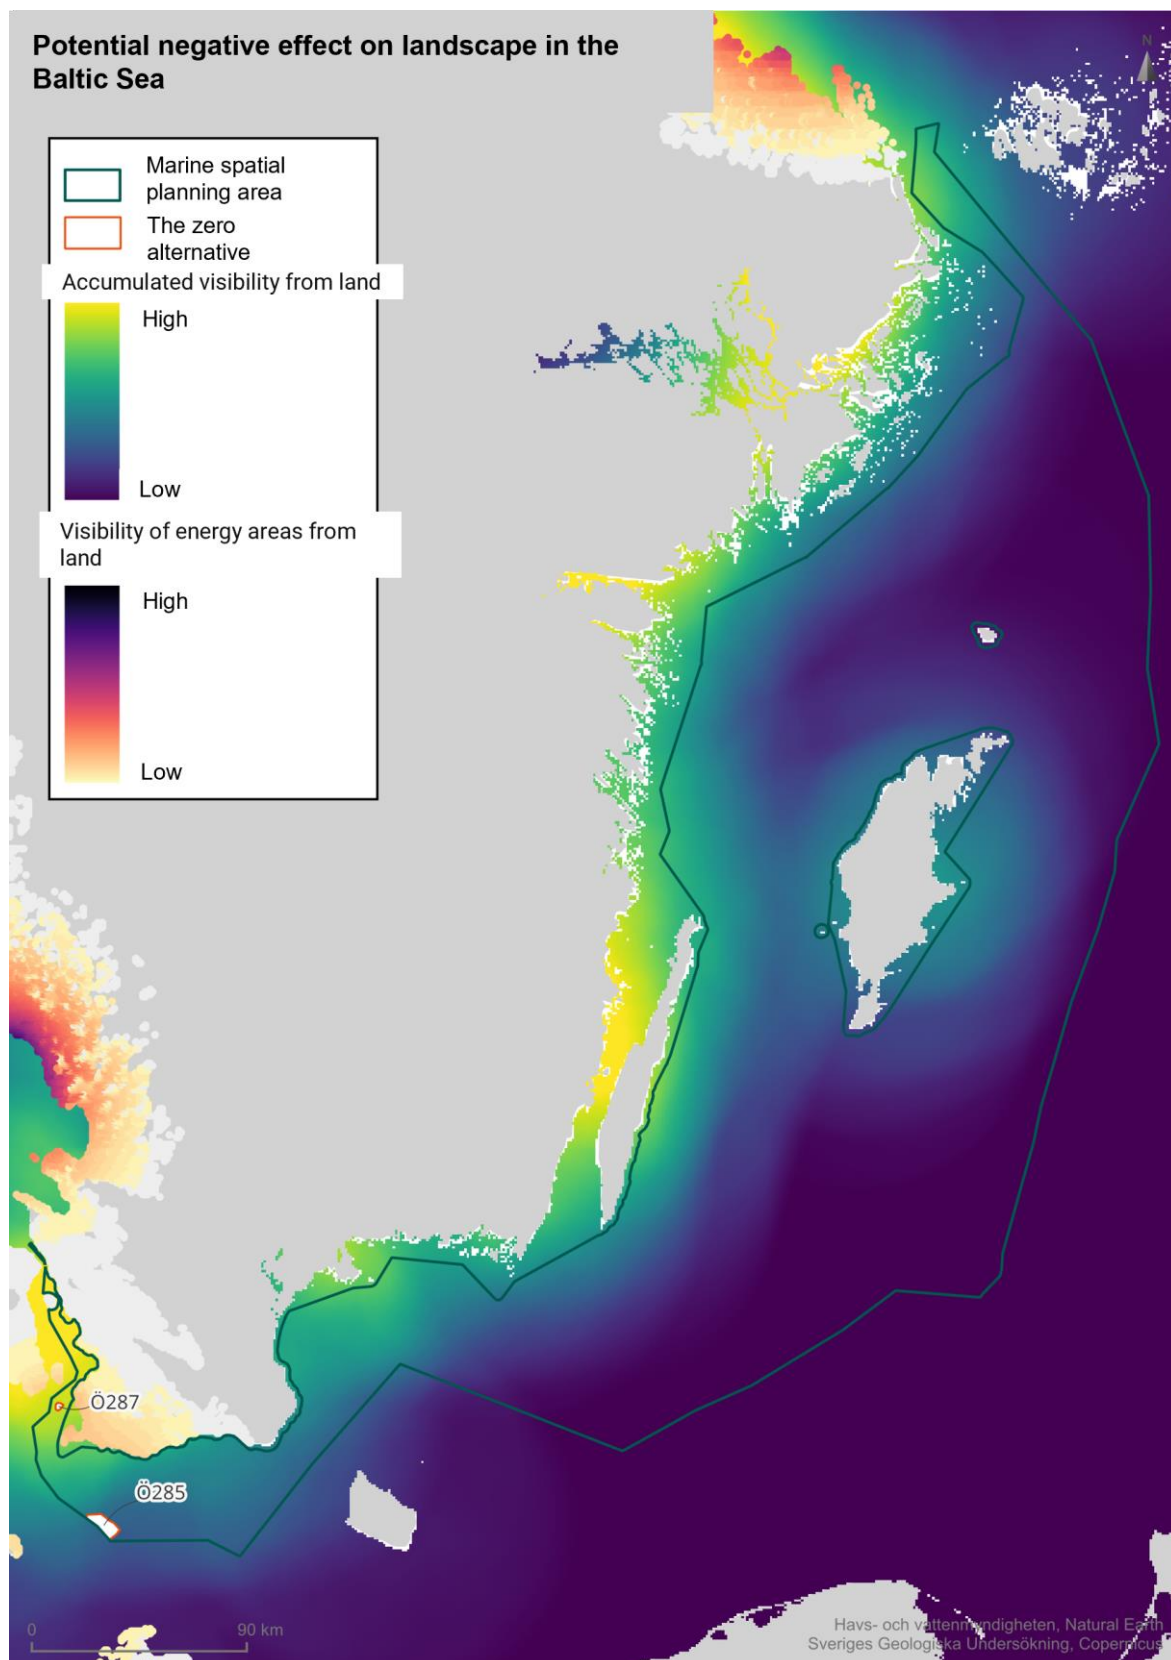 Potential negative effect on landscape in the
Baltic Sea
N
Marine spatial
planning area
The zero
alternative
Accumulated visibility from land
High
Low
Visibility of energy areas from
land
High
Low
Ö287
Ö285
0 90 km
Havs- och vattenmyndigheten, Natural Earth
Sveriges Geologiska Undersökning, Copernicus